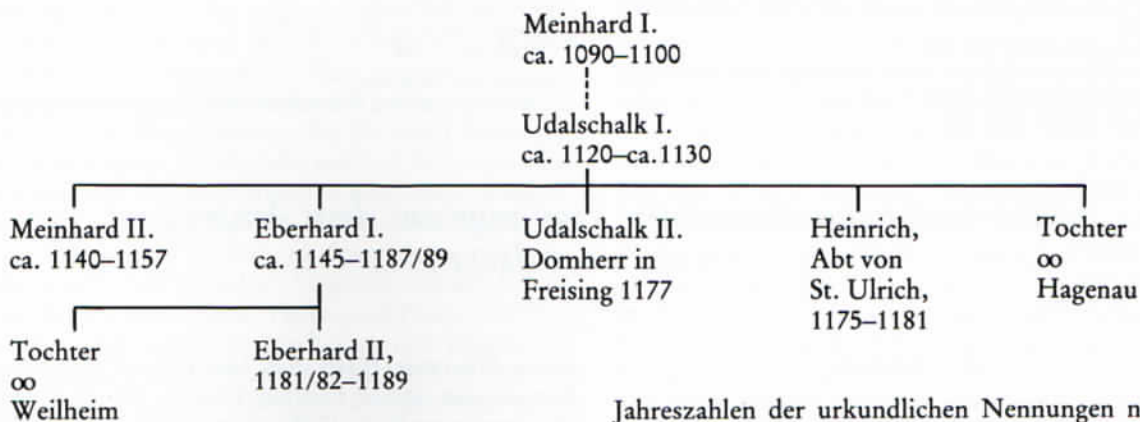 Meinhard I.
ca. 1090–1100
Udalschalk I.
ca. 1120–ca.1130
Meinhard II.
ca. 1140–1157
Eberhard I.
ca. 1145–1187/89
Udalschalk II.
Domherr in
Freising 1177
Heinrich,
Abt von
St. Ulrich,
1175–1181
Tochter
∞
Hagenau
Tochter
∞
Weilheim
Eberhard II,
1181/82–1189
Jahreszahlen der urkundlichen Nennungen